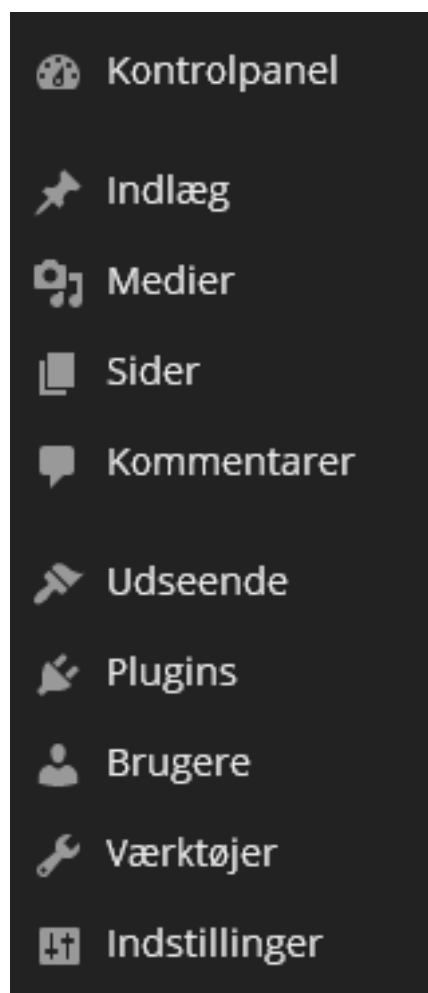 Kontrolpanel
Indlæg
Medier
Sider
Kommentarer
Udseende
Plugins
Brugere
Værktøjer
Indstillinger